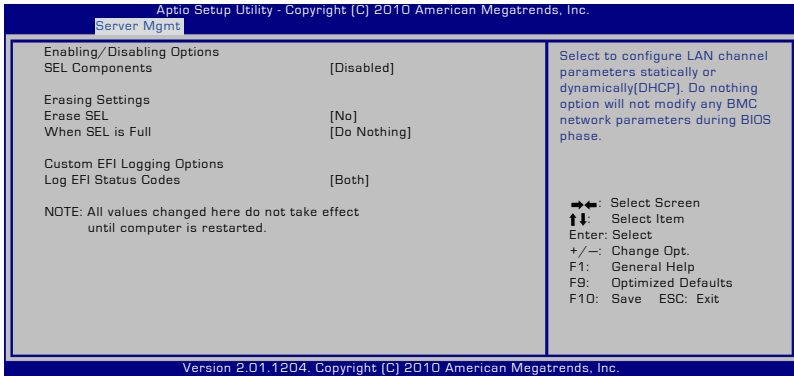 Aptio Setup Utility - Copyright (C) 2010 American Megatrends, Inc.
Server Mgmt
Enabling/Disabling Options
SEL Components [Disabled]
Erasing Settings
Erase SEL [No]
When SEL is Full [Do Nothing]
Custom EFI Logging Options
Log EFI Status Codes [Both]
NOTE: All values changed here do not take effect
until computer is restarted.
Select to configure LAN channel
parameters statically or
dynamically(DHCP). Do nothing
option will not modify any BMC
network parameters during BIOS
phase.
→←: Select Screen
↑↓: Select Item
Enter: Select
+/—: Change Opt.
F1: General Help
F9: Optimized Defaults
F10: Save ESC: Exit
Version 2.01.1204. Copyright (C) 2010 American Megatrends, Inc.